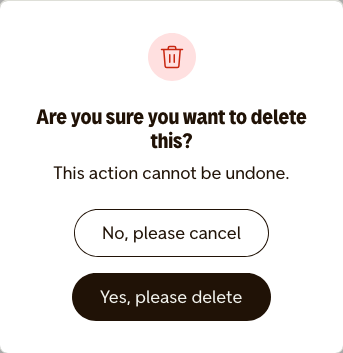 Are you sure you want to delete
this?
This action cannot be undone.
No, please cancel
Yes, please delete